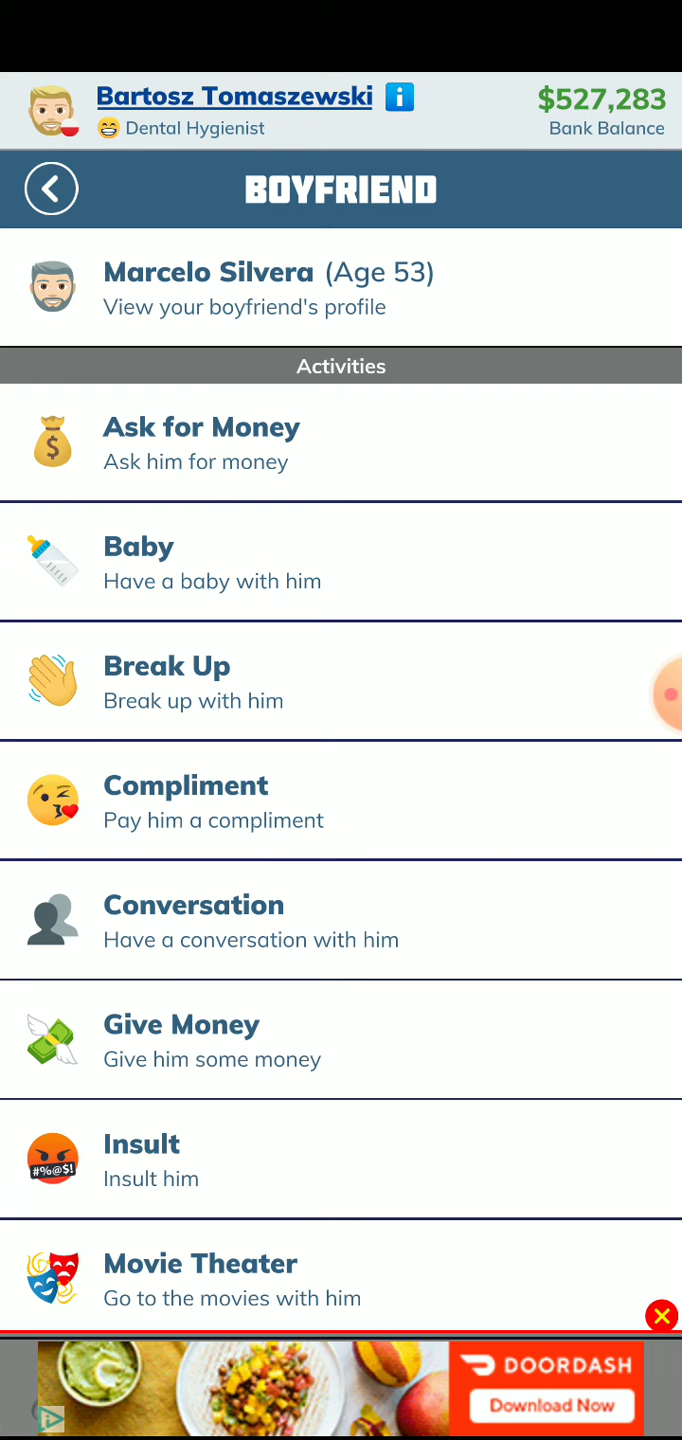 Bartosz Tomaszewski
$527,283
Dental Hygienist
Bank Balance
BOYFRIEND
Marcelo Silvera (Age 53)
View your boyfriend's profile
Activities
Ask for Money
Ask him for money
Baby
Have a baby with him
Break Up
Break up with him
Compliment
Pay him a compliment
Conversation
Have a conversation with him
Give Money
Give him some money
Insult
#%@$!
Insult him
Movie Theater
Go to the movies with him
DOORDASH
Download Now